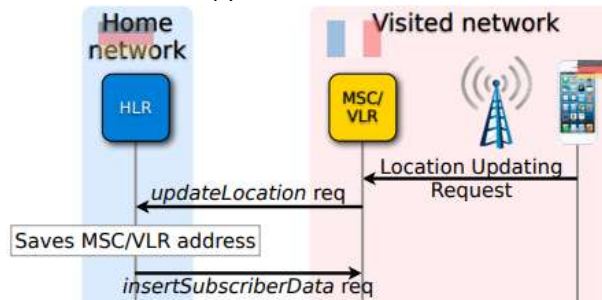 Home
network
Visited network
HLR
MSC/
VLR
Location Updating
Request
updateLocation req
Saves MSC/VLR address
insertSubscriberData req